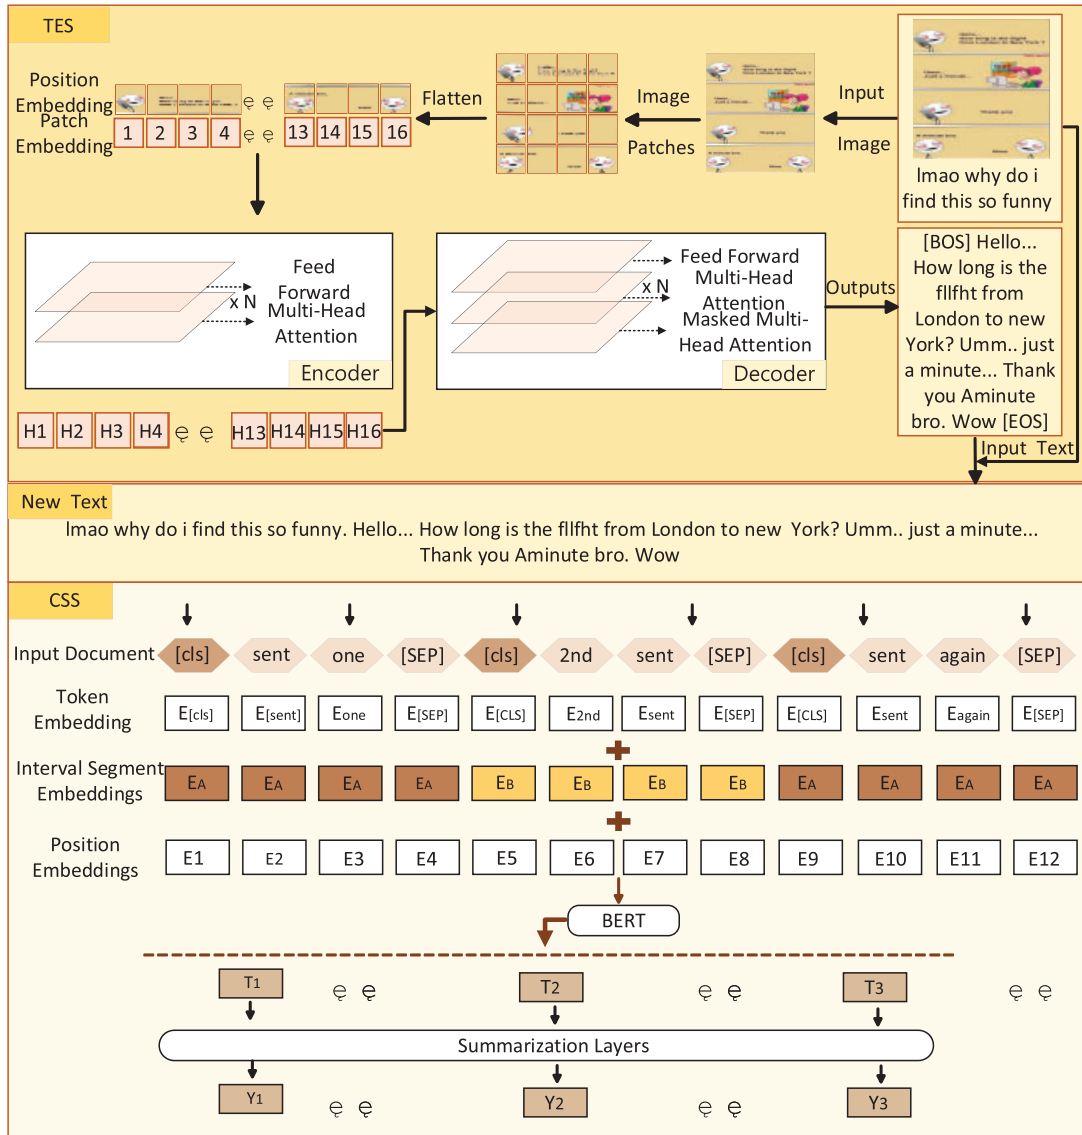 TES
Position
Embedding
Patch
Embedding
1 2 3 4 13 14 15 16
Flatten
Image
Patches
Input
Image
lmao why do i
find this so funny
Feed
Forward
Multi-Head
Attention
x N
Encoder
Feed Forward
Multi-Head
Attention
Masked Multi-
Head Attention
x N
Decoder
Outputs
[BOS] Hello...
How long is the
fllfht from
London to new
York? Umm.. just
a minute... Thank
you Aminute
bro. Wow [EOS]
H1 H2 H3 H4 H13 H14 H15 H16
Input Text
New Text
lmao why do i find this so funny. Hello... How long is the fllfht from London to new York? Umm.. just a minute...
Thank you Aminute bro. Wow
CSS
Input Document [cls] sent one [SEP] [cls] 2nd sent [SEP] [cls] sent again [SEP]
Token
Embedding
E[cls] E[sent] Eone E[SEP] E[CLS] E2nd Esent E[SEP] E[CLS] Esent Eagain E[SEP]
Interval Segment
Embeddings
EA EA EA EA EB EB EB EB EA EA EA EA
Position
Embeddings
E1 E2 E3 E4 E5 E6 E7 E8 E9 E10 E11 E12
BERT
T1 T2 T3
Summarization Layers
Y1 Y2 Y3